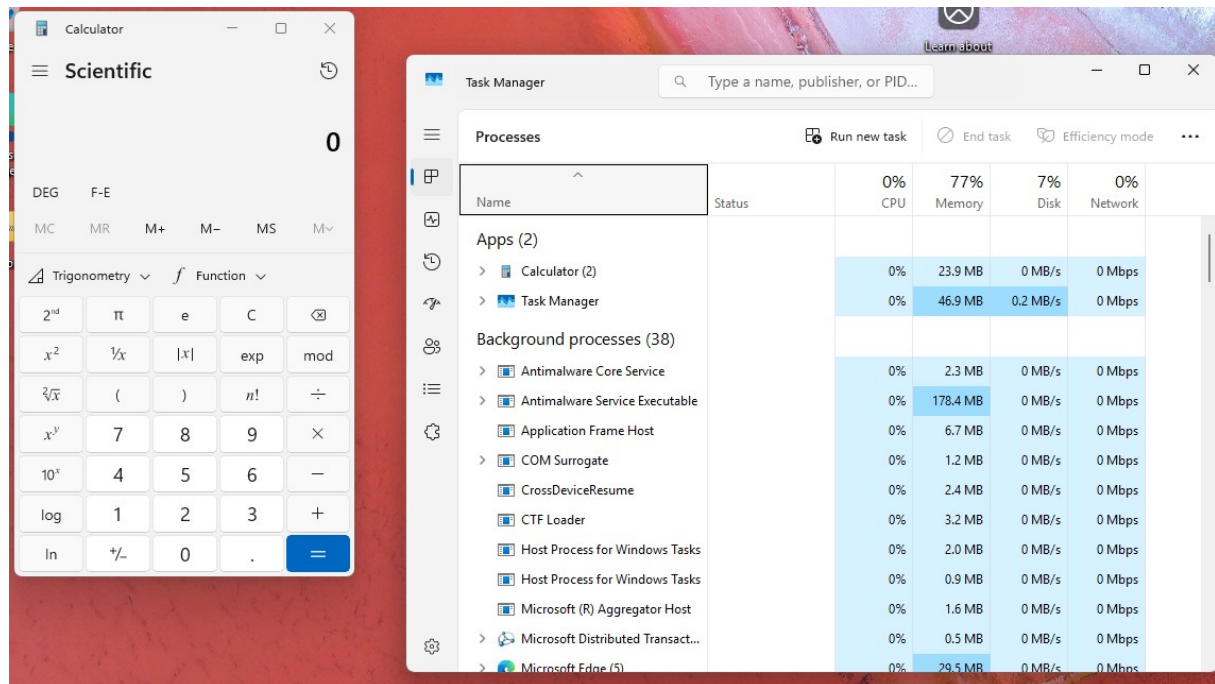 Calculator
Scientific
0
DEG F-E
MC MR M+ M− MS M
Trigonometry f Function
2nd π e C
x² ¹/x |x| exp mod
²√x ( ) n! ÷
xʸ 7 8 9 ×
10ˣ 4 5 6 −
log 1 2 3 +
ln +/− 0 . =
Learn about
Task Manager
Type a name, publisher, or PID...
Processes
Run new task End task Efficiency mode ...
0% 77% 7% 0%
Name Status CPU Memory Disk Network
Apps (2)
Calculator (2) 0% 23.9 MB 0 MB/s 0 Mbps
Task Manager 0% 46.9 MB 0.2 MB/s 0 Mbps
Background processes (38)
Antimalware Core Service 0% 2.3 MB 0 MB/s 0 Mbps
Antimalware Service Executable 0% 178.4 MB 0 MB/s 0 Mbps
Application Frame Host 0% 6.7 MB 0 MB/s 0 Mbps
COM Surrogate 0% 1.2 MB 0 MB/s 0 Mbps
CrossDeviceResume 0% 2.4 MB 0 MB/s 0 Mbps
CTF Loader 0% 3.2 MB 0 MB/s 0 Mbps
Host Process for Windows Tasks 0% 2.0 MB 0 MB/s 0 Mbps
Host Process for Windows Tasks 0% 0.9 MB 0 MB/s 0 Mbps
Microsoft (R) Aggregator Host 0% 1.6 MB 0 MB/s 0 Mbps
Microsoft Distributed Transact... 0% 0.5 MB 0 MB/s 0 Mbps
Microsoft Edge (5) 0% 29.5 MB 0 MB/s 0 Mbps